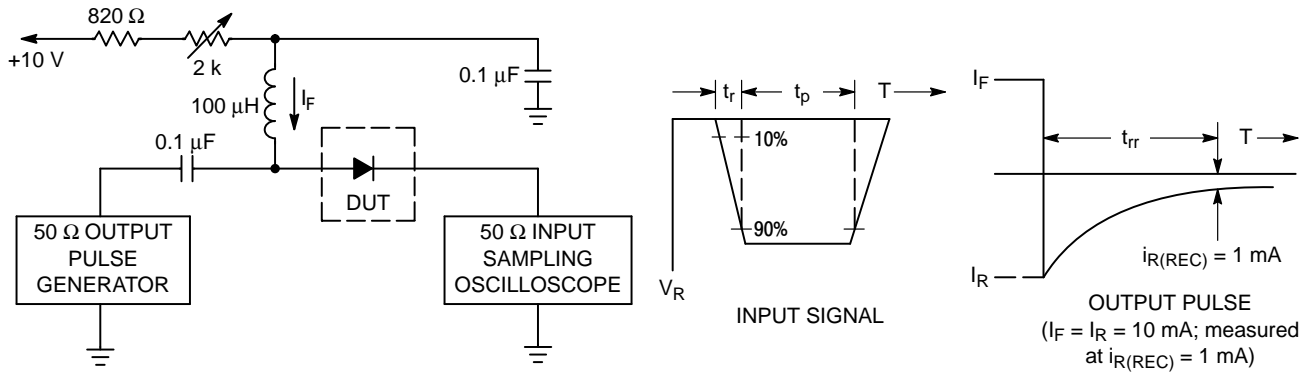 820 Ω
+10 V
2 k
100 μH
I_F
0.1 μF
0.1 μF
DUT
50 Ω OUTPUT
PULSE
GENERATOR
50 Ω INPUT
SAMPLING
OSCILLOSCOPE
t_r
t_p
T
10%
90%
V_R
INPUT SIGNAL
I_F
t_rr
T
I_R
i_R(REC) = 1 mA
OUTPUT PULSE
(I_F = I_R = 10 mA; measured
at i_R(REC) = 1 mA)